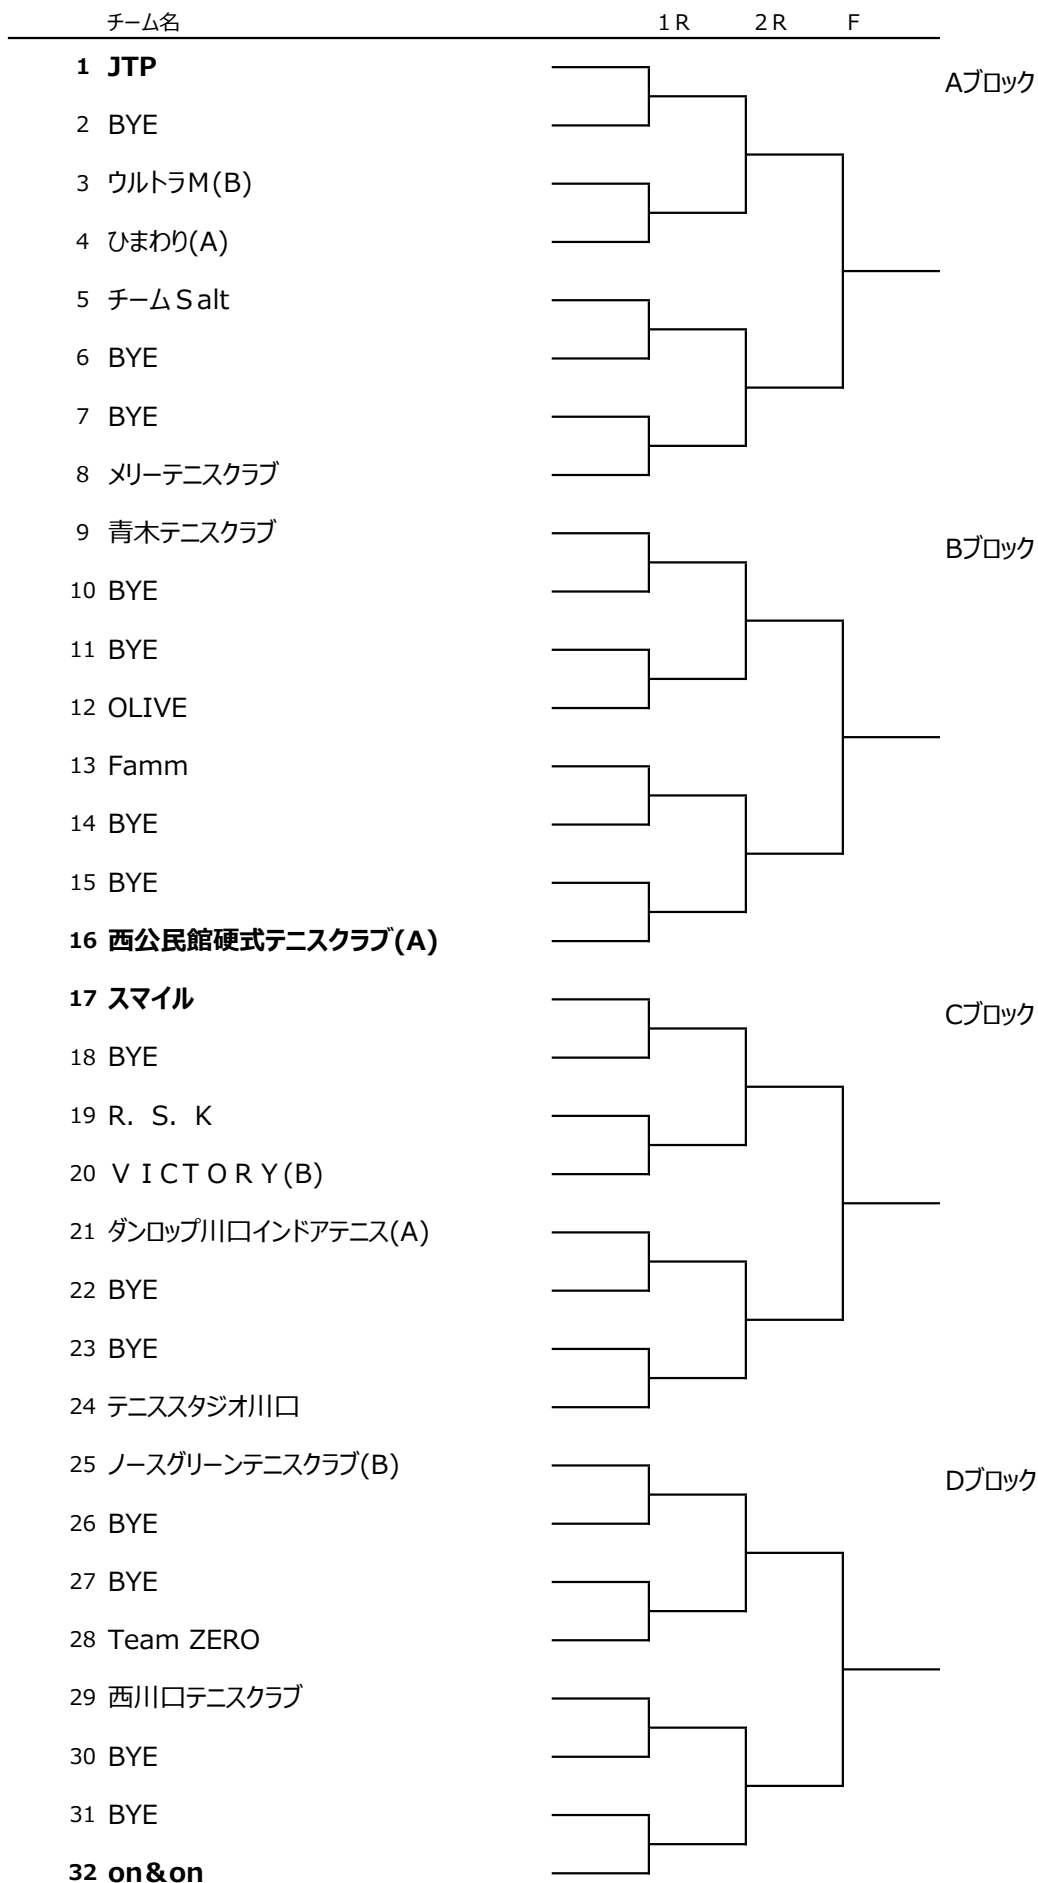 チーム名 1R 2R F
1 JTP
Aブロック
2 BYE
3 ウルトラM(B)
4 ひまわり(A)
5 チームSalt
6 BYE
7 BYE
8 メリーテニスクラブ
9 青木テニスクラブ
Bブロック
10 BYE
11 BYE
12 OLIVE
13 Famm
14 BYE
15 BYE
16 西公民館硬式テニスクラブ(A)
17 スマイル
Cブロック
18 BYE
19 R．S．K
20 ＶＩＣＴＯＲＹ(B)
21 ダンロップ川口インドアテニス(A)
22 BYE
23 BYE
24 テニススタジオ川口
25 ノースグリーンテニスクラブ(B)
Dブロック
26 BYE
27 BYE
28 Team ZERO
29 西川口テニスクラブ
30 BYE
31 BYE
32 on&on